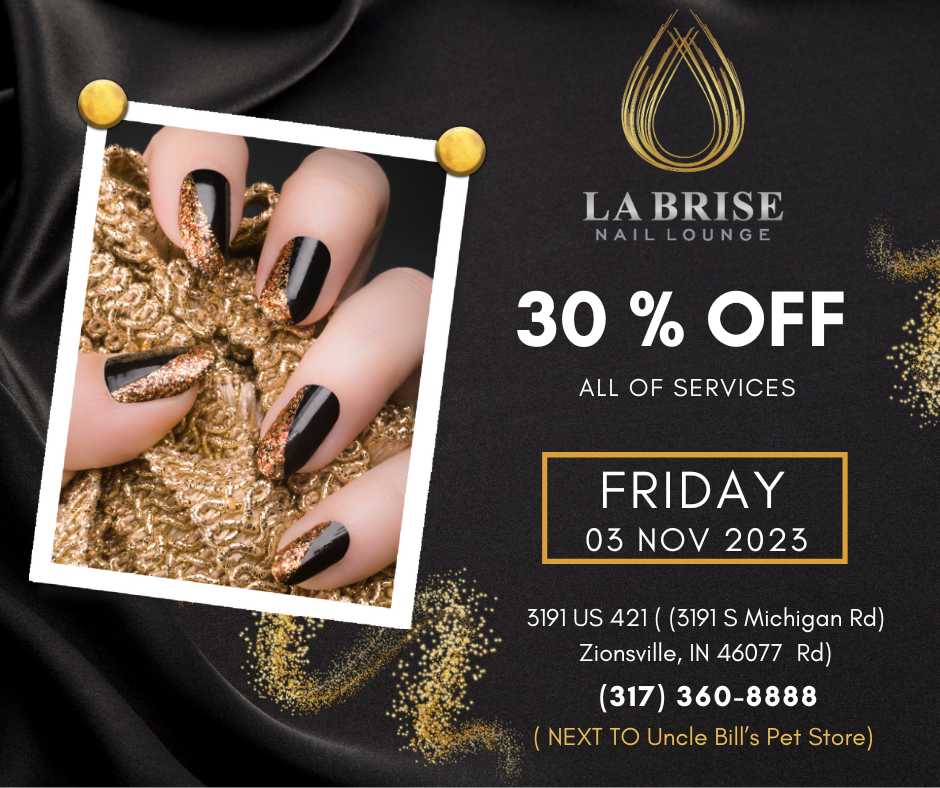 LA BRISE
NAIL LOUNGE
30 % OFF
ALL OF SERVICES
FRIDAY
03 NOV 2023
3191 US 421 ( (3191 S Michigan Rd)
Zionsville, IN 46077  Rd)
(317) 360-8888
( NEXT TO Uncle Bill’s Pet Store)